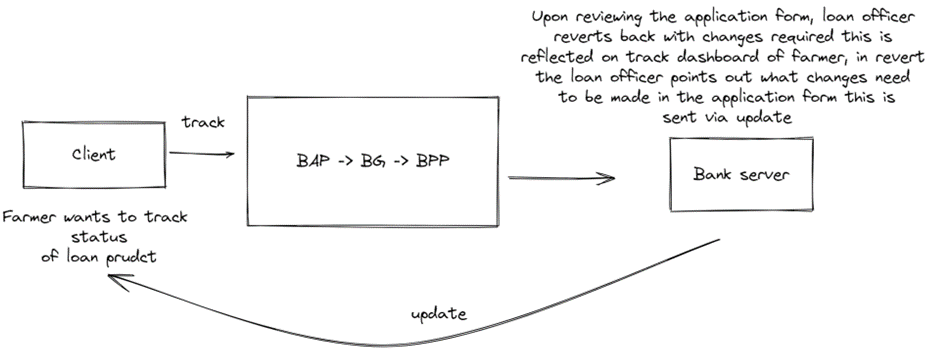 Upon reviewing the application form, loan officer
reverts back with changes required this is
reflected on track dashboard of farmer, in revert
the loan officer points out what changes need
to be made in the application form this is
sent via update
track
Client
BAP -> BG -> BPP
Bank server
Farmer wants to track
status
of loan prudct
update